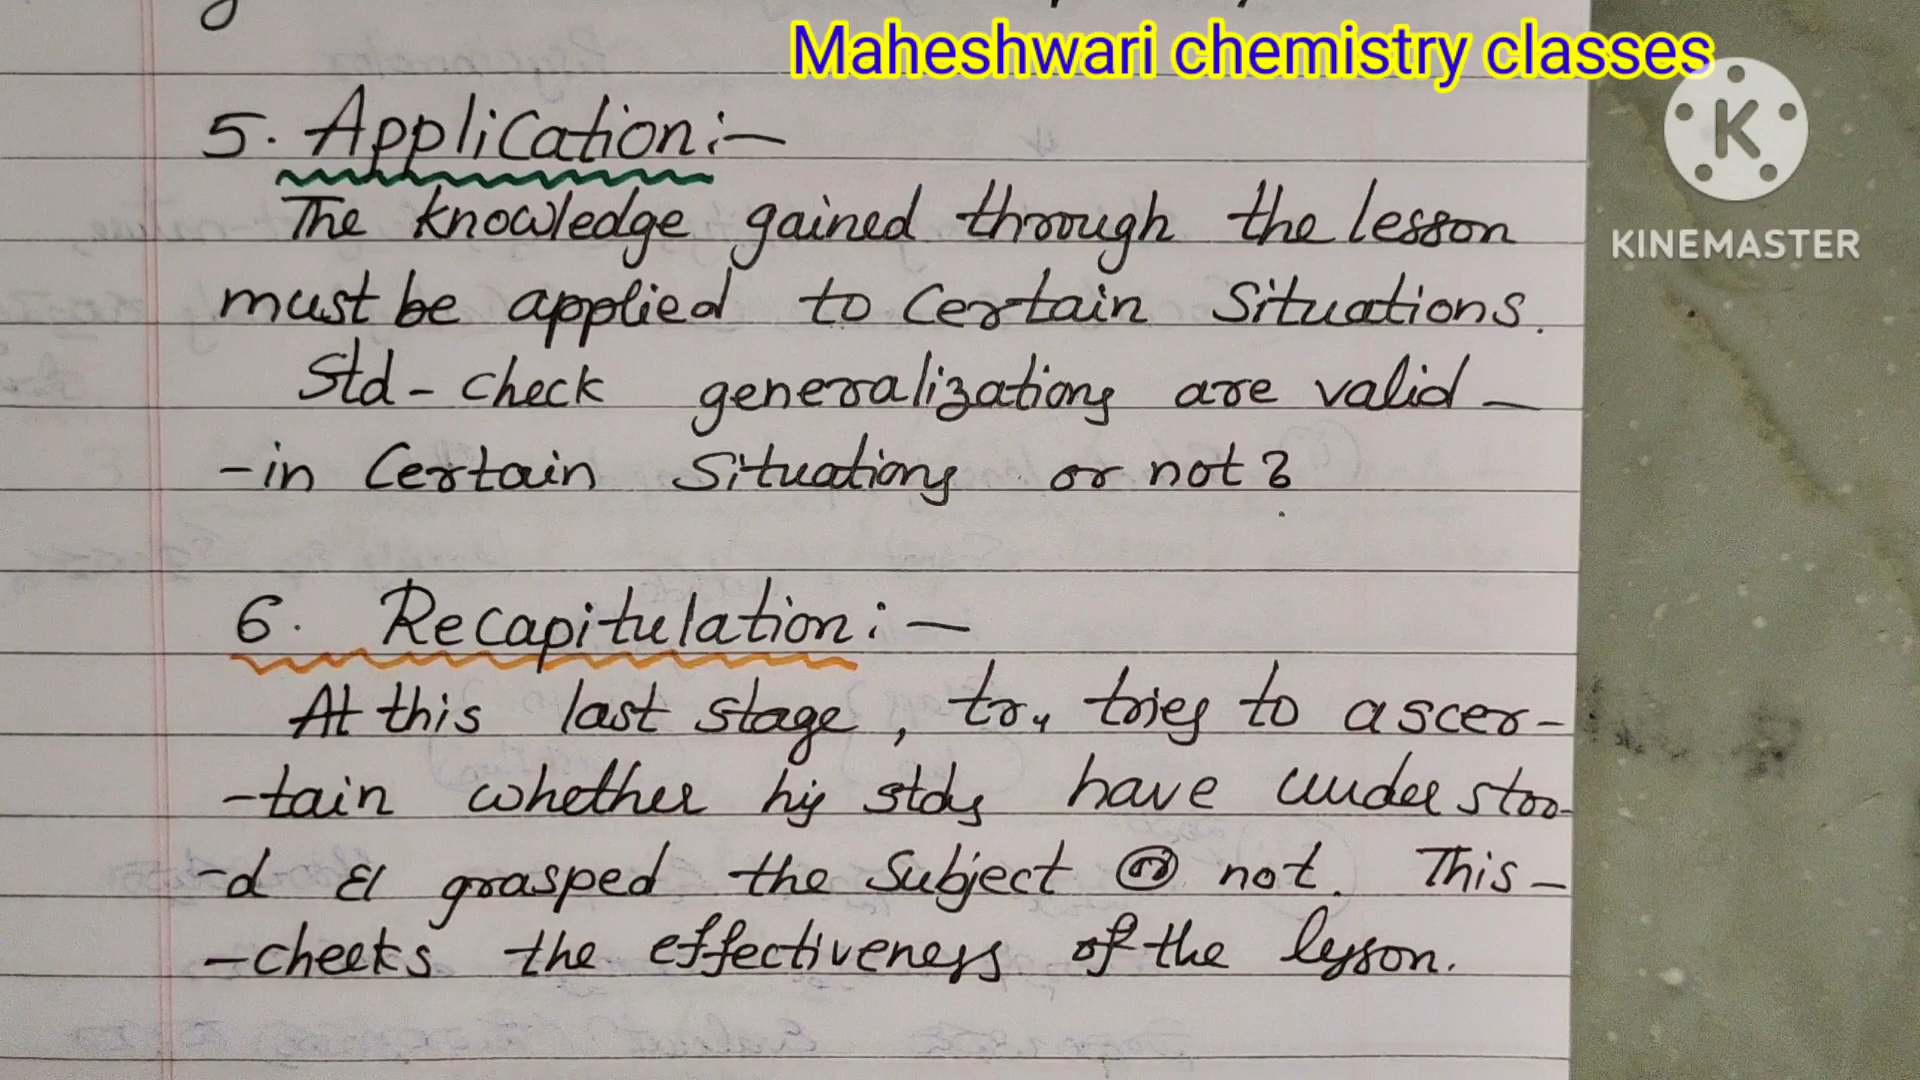 Maheshwari chemistry classes
K
KINEMASTER
5. Application:-
The knowledge gained through the lesson
must be applied to Certain Situations.
Std- check generalizations are valid -
-in Certain Situations or not?
6. Recapitulation:-
At this last stage, tr, tries to ascer-
-tain whether his stds have understoo-
-d & grasped the Subject or not. This-
-checks the effectiveness of the lesson.